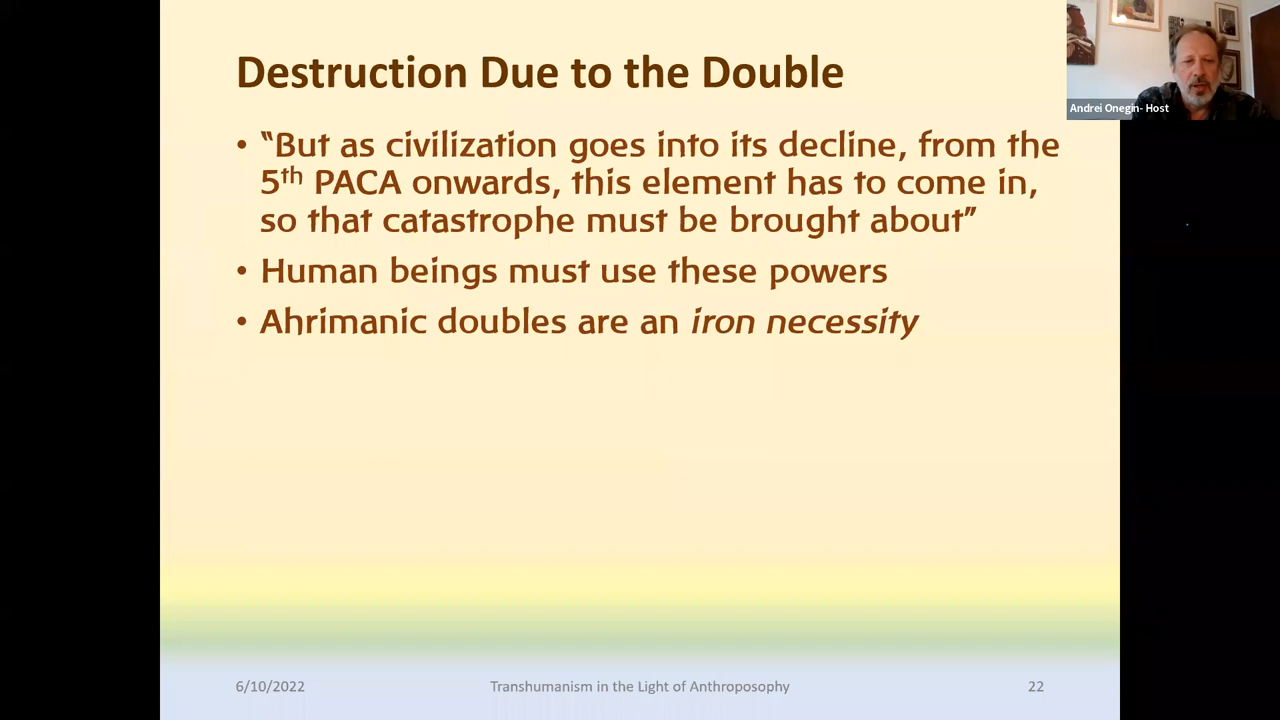 Destruction Due to the Double
Andrei Onegin- Host
• “But as civilization goes into its decline, from the
5th PACA onwards, this element has to come in,
so that catastrophe must be brought about”
• Human beings must use these powers
• Ahrimanic doubles are an iron necessity
6/10/2022
Transhumanism in the Light of Anthroposophy
22